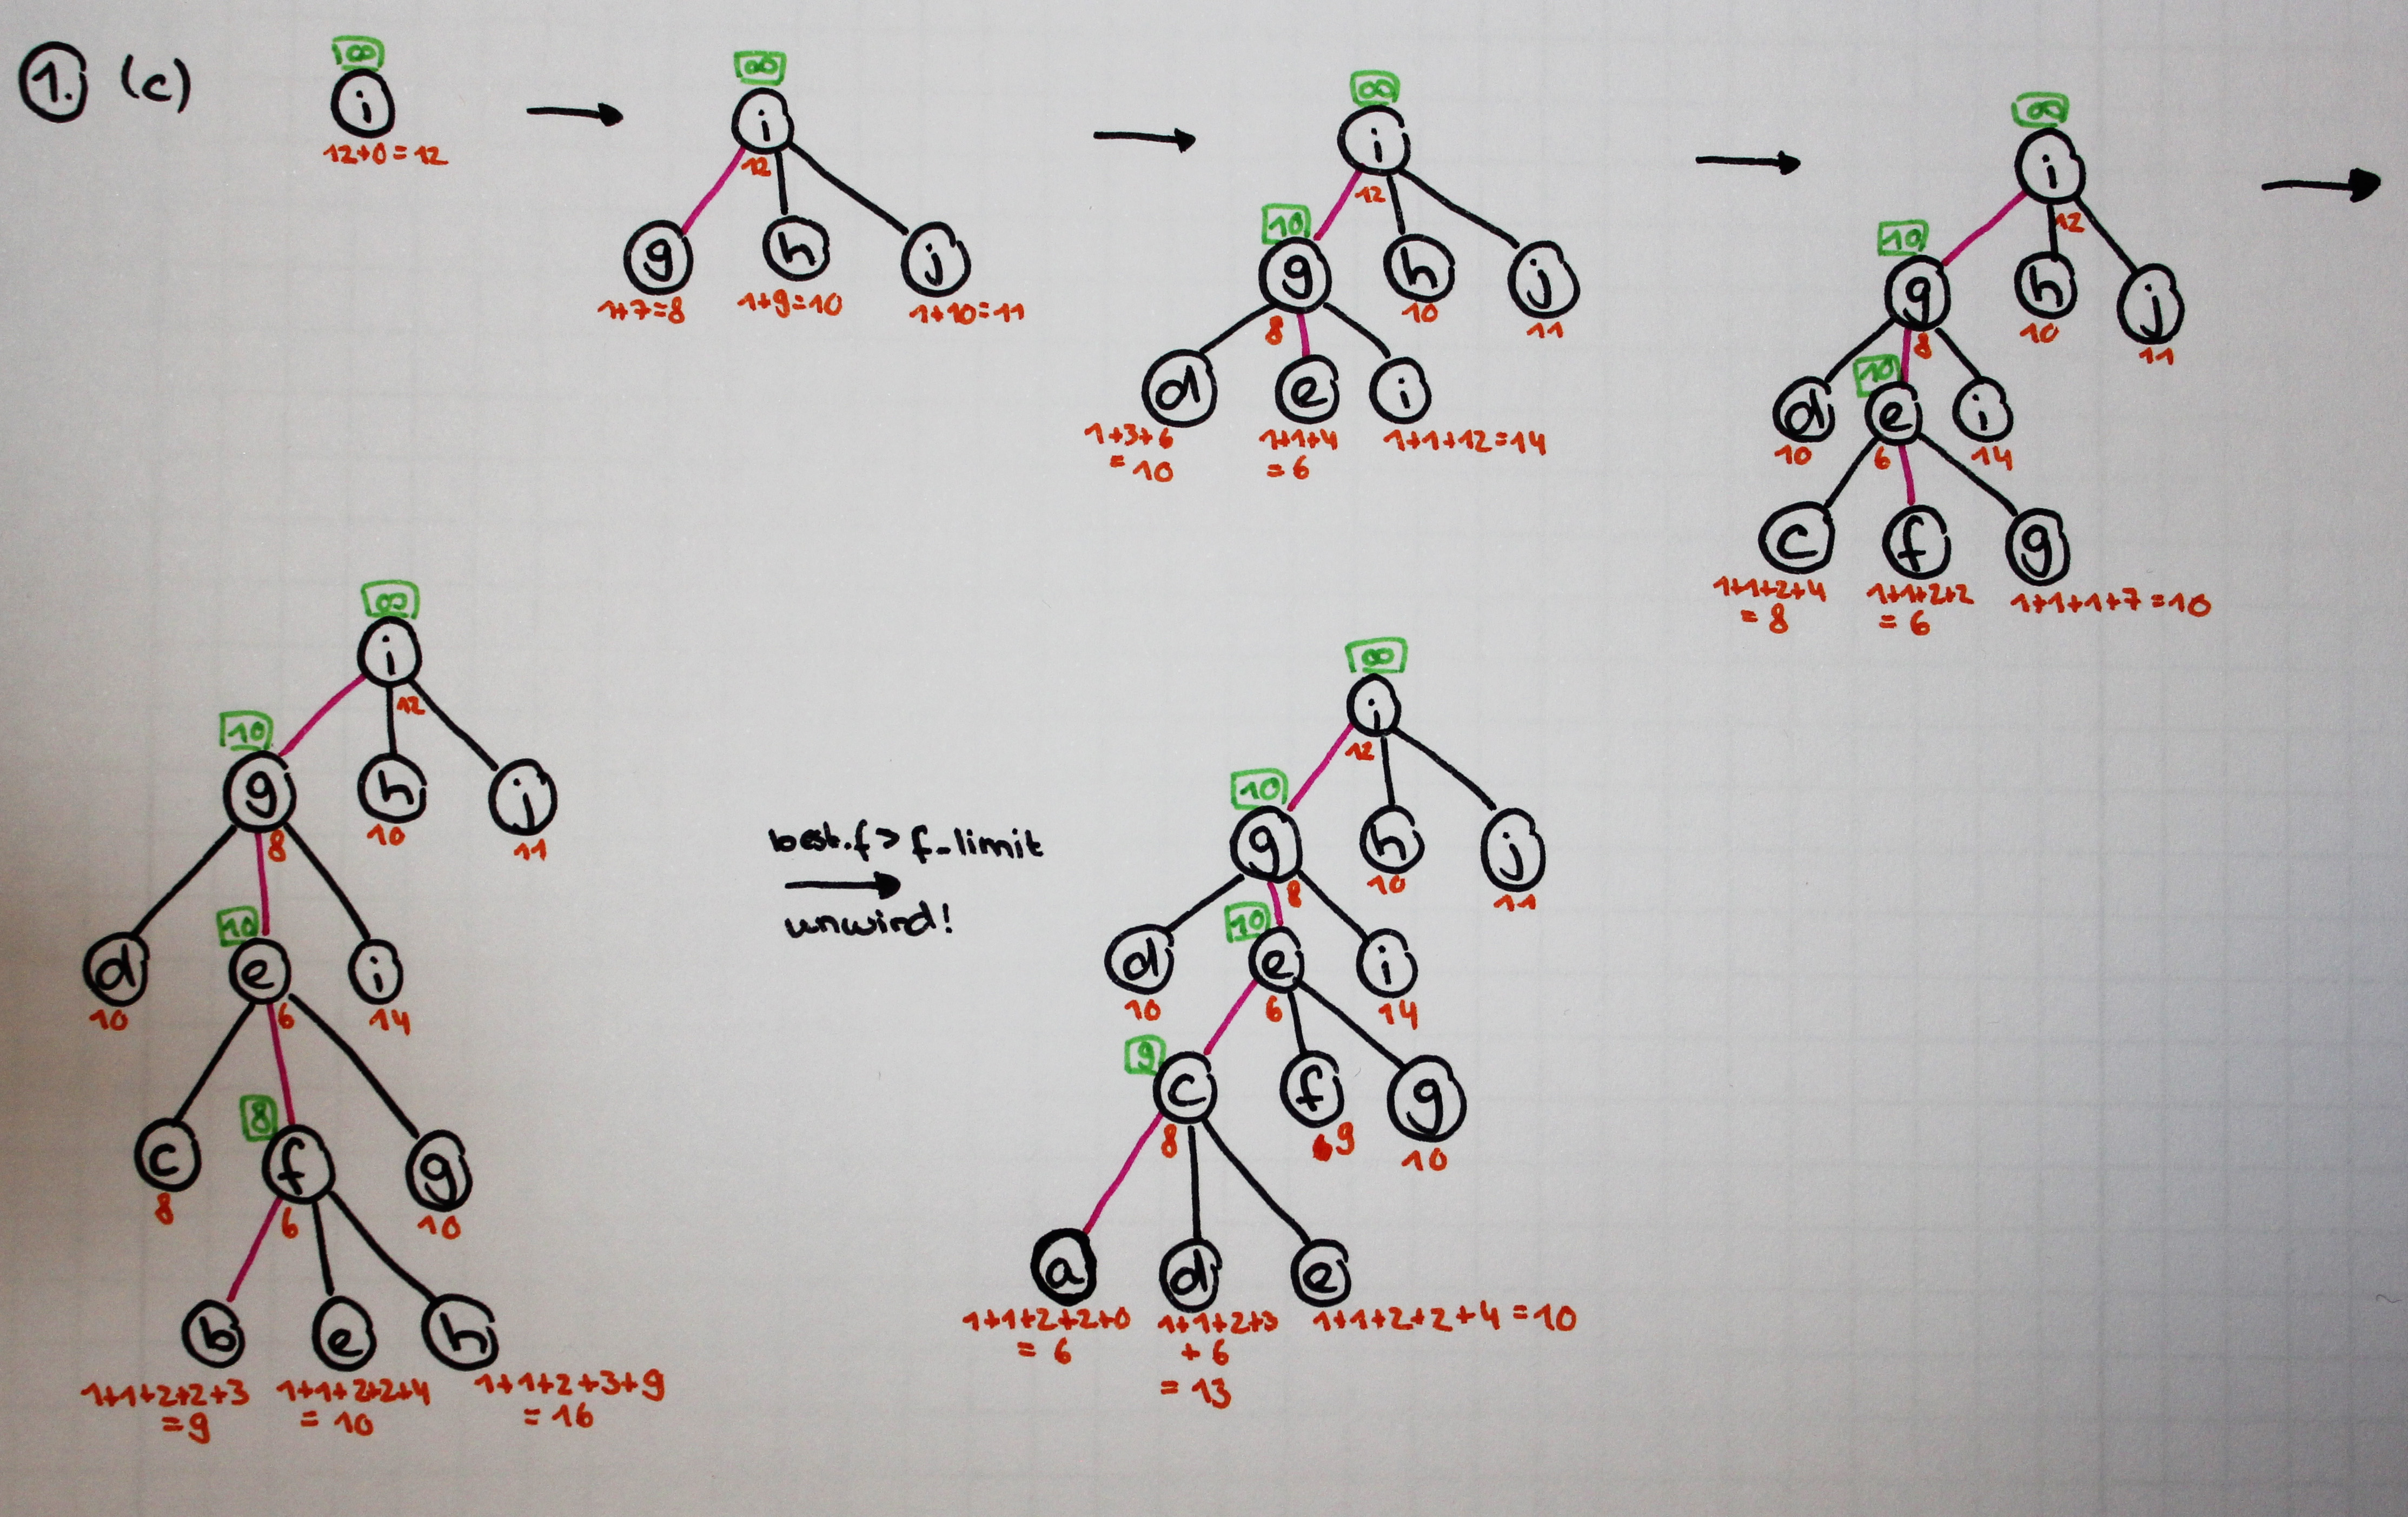 1. (c)
∞
i
12+0=12
∞
i
12
g h j
1+7=8 1+9=10 1+10=11
∞
i
12
10
g h j
8 10 11
d e i
1+3+6 1+1+4 1+1+12=14
=10 =6
∞
i
12
10
g h j
8 10 11
10
d e i
10 6 14
c f g
1+1+2+4 1+1+2+2 1+1+1+7=10
=8 =6
∞
i
12
10
g h j
8 10 11
10
d e i
10 6 14
8
c f g
8 6 10
b e h
1+1+2+2+3 1+1+2+2+4 1+1+2+3+9
=9 =10 =16
best.f > f_limit
unwind!
∞
i
12
10
g h j
8 10 11
10
d e i
10 6 14
9
c f g
8 9 10
a d e
1+1+2+2+0 1+1+2+3 1+1+2+2+4=10
=6 +6
=13